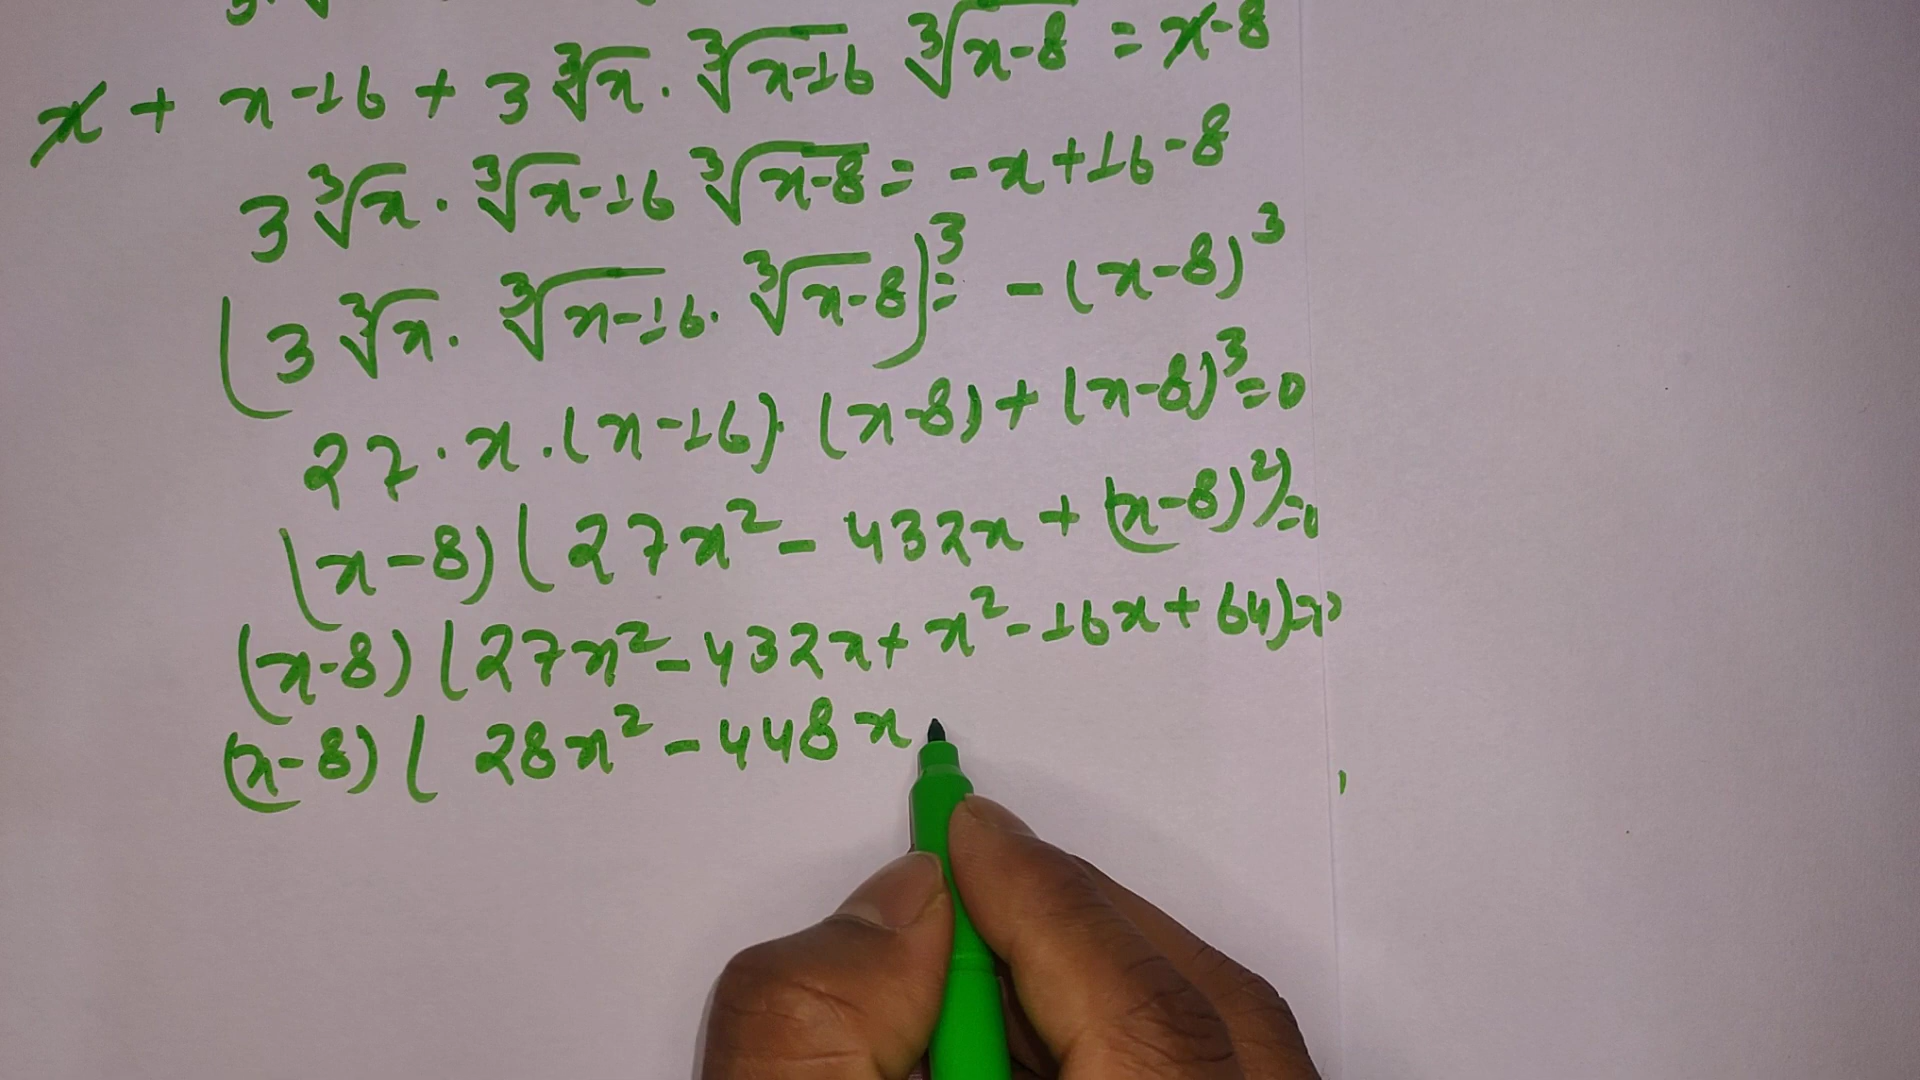 x + x-16 + 3∛x · ∛(x-16) ∛(x-8) = x-8
3∛x · ∛x-16 ∛(x-8) = -x+16-8
(3∛x · ∛(x-16) · ∛x-8)³ = -(x-8)³
27 · x · (x-16) · (x-8) + (x-8)³ = 0
(x-8)(27x² - 432x + (x-8)²) = 0
(x-8)(27x² - 432x + x² - 16x + 64) = 0
(x-8)( 28x² - 448x